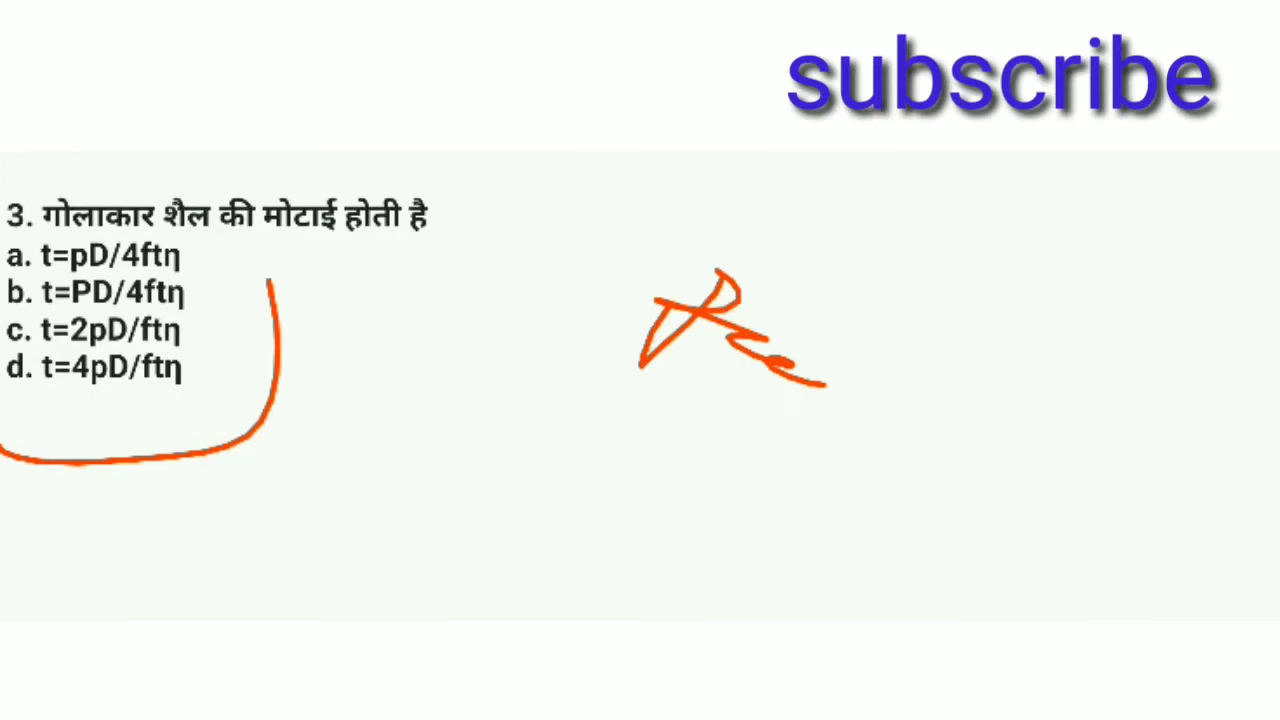 subscribe
3. गोलाकार शैल की मोटाई होती है
a. t=pD/4ftη
b. t=PD/4ftη
c. t=2pD/ftη
d. t=4pD/ftη